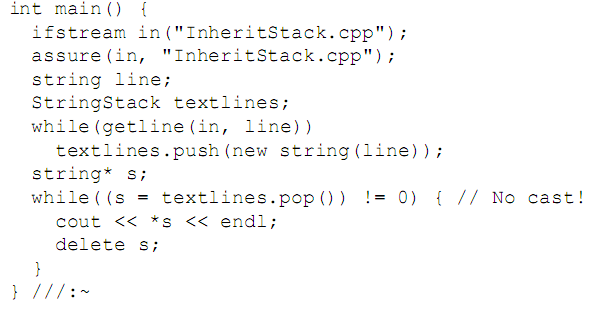 int main() {
  ifstream in("InheritStack.cpp");
  assure(in, "InheritStack.cpp");
  string line;
  StringStack textlines;
  while(getline(in, line))
    textlines.push(new string(line));
  string* s;
  while((s = textlines.pop()) != 0) { // No cast!
    cout << *s << endl;
    delete s;
  }
} ///:~